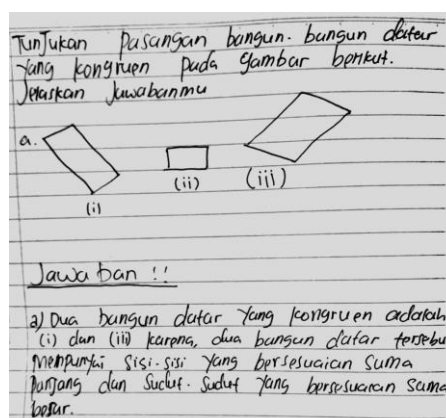 Tunjukan pasangan bangun-bangun datar
yang kongruen pada gambar berikut.
Jelaskan Jawabanmu
a.
(i)
(ii)
(iii)
Jawaban !!
a) Dua bangun datar yang kongruen adalah
(i) dan (iii) karena, dua bangun datar tersebu
mempunyai sisi-sisi yang bersesuaian sama
panjang dan sudut-sudut yang bersesuaian sama
besar.